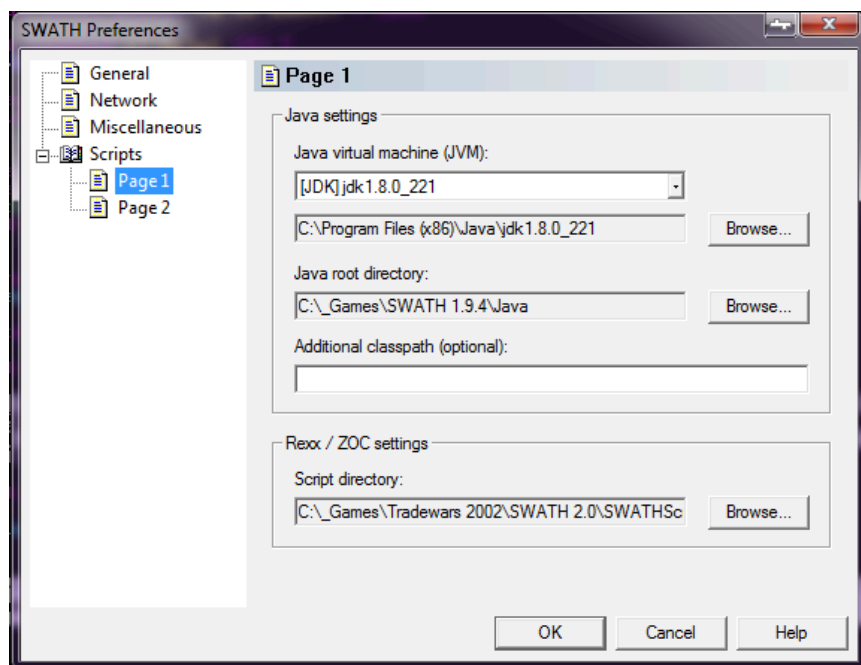 SWATH Preferences
General
Network
Miscellaneous
Scripts
Page 1
Page 2
Page 1
Java settings
Java virtual machine (JVM):
[JDK] jdk1.8.0_221
C:\Program Files (x86)\Java\jdk1.8.0_221
Browse...
Java root directory:
C:\_Games\SWATH 1.9.4\Java
Browse...
Additional classpath (optional):
Rexx / ZOC settings
Script directory:
C:\_Games\Tradewars 2002\SWATH 2.0\SWATHSc
Browse...
OK
Cancel
Help